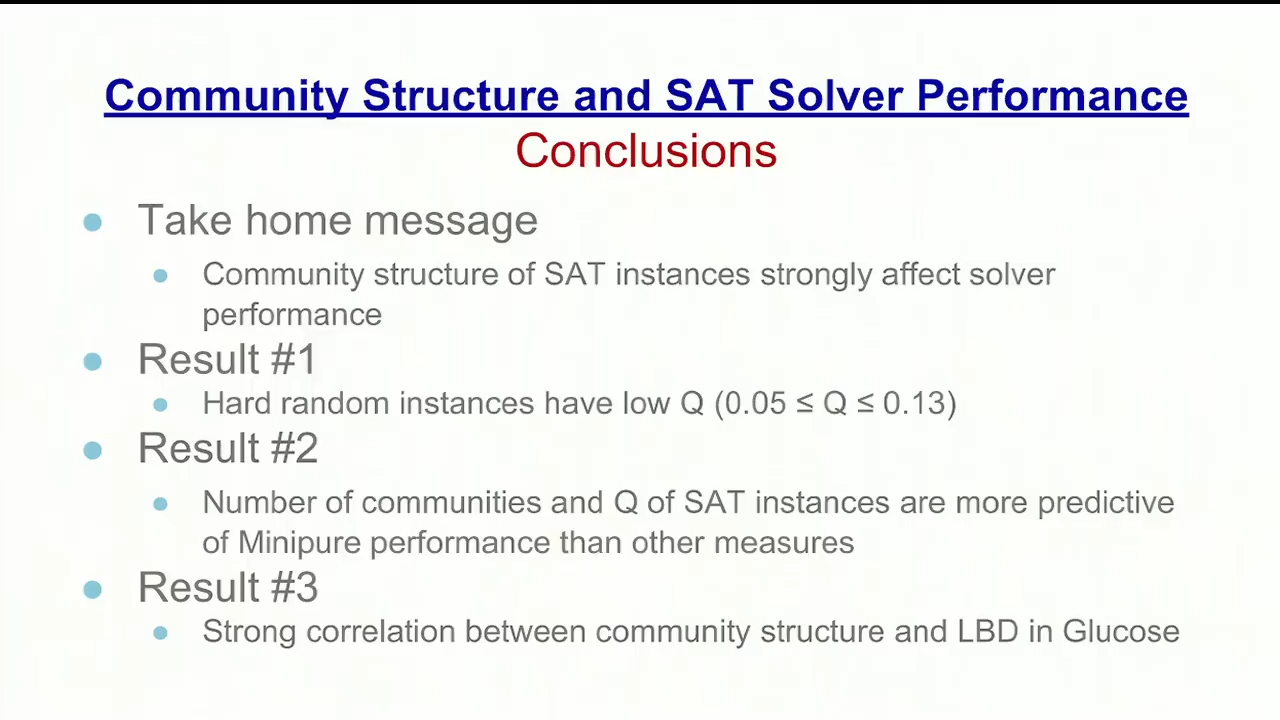 Community Structure and SAT Solver Performance
Conclusions
Take home message
Community structure of SAT instances strongly affect solver
performance
Result #1
Hard random instances have low Q (0.05 ≤ Q ≤ 0.13)
Result #2
Number of communities and Q of SAT instances are more predictive
of Minipure performance than other measures
Result #3
Strong correlation between community structure and LBD in Glucose